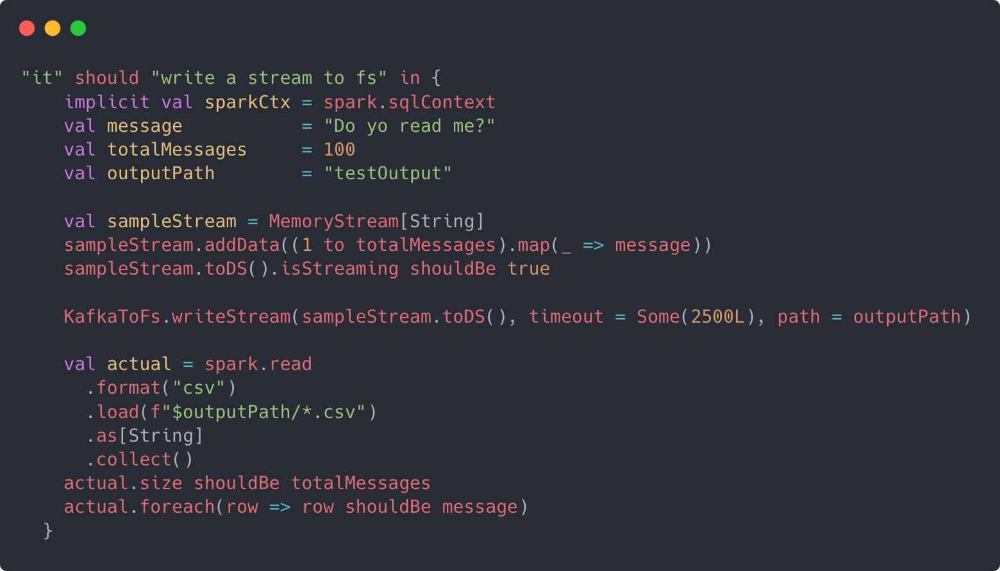 "it" should "write a stream to fs" in {
implicit val sparkCtx = spark.sqlContext
val message = "Do yo read me?"
val totalMessages = 100
val outputPath = "testOutput"
val sampleStream = MemoryStream[String]
sampleStream.addData((1 to totalMessages).map(_ => message))
sampleStream.toDS().isStreaming shouldBe true
KafkaToFs.writeStream(sampleStream.toDS(), timeout = Some(2500L), path = outputPath)
val actual = spark.read
.format("csv")
.load(f"$outputPath/*.csv")
.as[String]
.collect()
actual.size shouldBe totalMessages
actual.foreach(row => row shouldBe message)
}